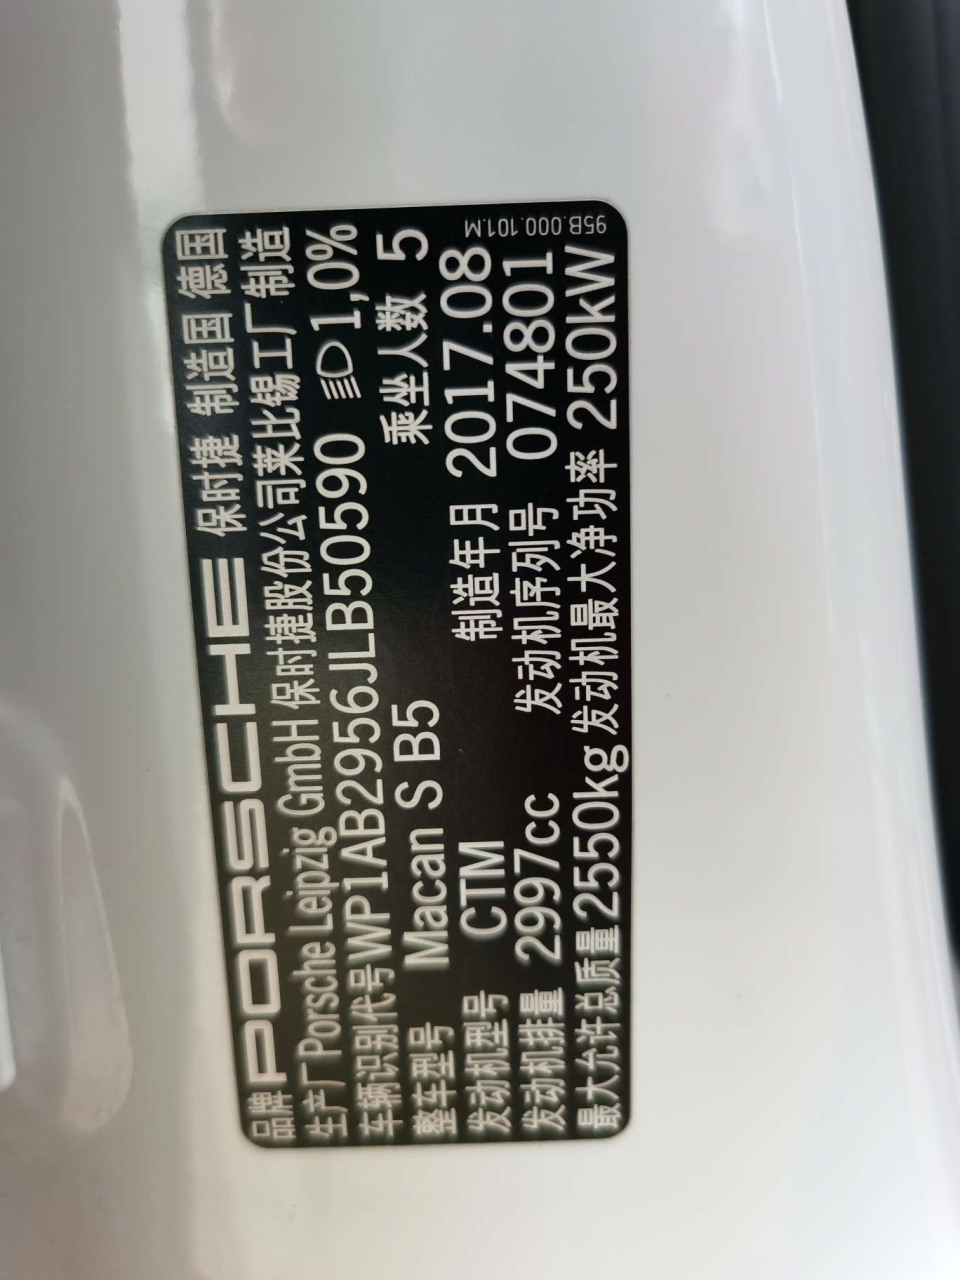 品牌 PORSCHE 保时捷 制造国 德国
生产厂 Porsche Leipzig GmbH 保时捷股份公司莱比锡工厂制造
车辆识别代号 WP1AB2956JLB50590 1,0%
整车型号 Macan S B5 乘坐人数 5
发动机型号 CTM 制造年月 2017.08
发动机排量 2997cc 发动机序列号 074801
最大允许总质量 2550kg 发动机最大净功率 250kW
95B.000.101.M